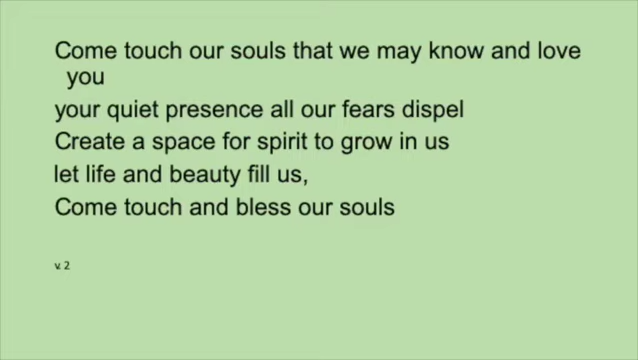 Come touch our souls that we may know and love
you
your quiet presence all our fears dispel
Create a space for spirit to grow in us
let life and beauty fill us,
Come touch and bless our souls
v. 2